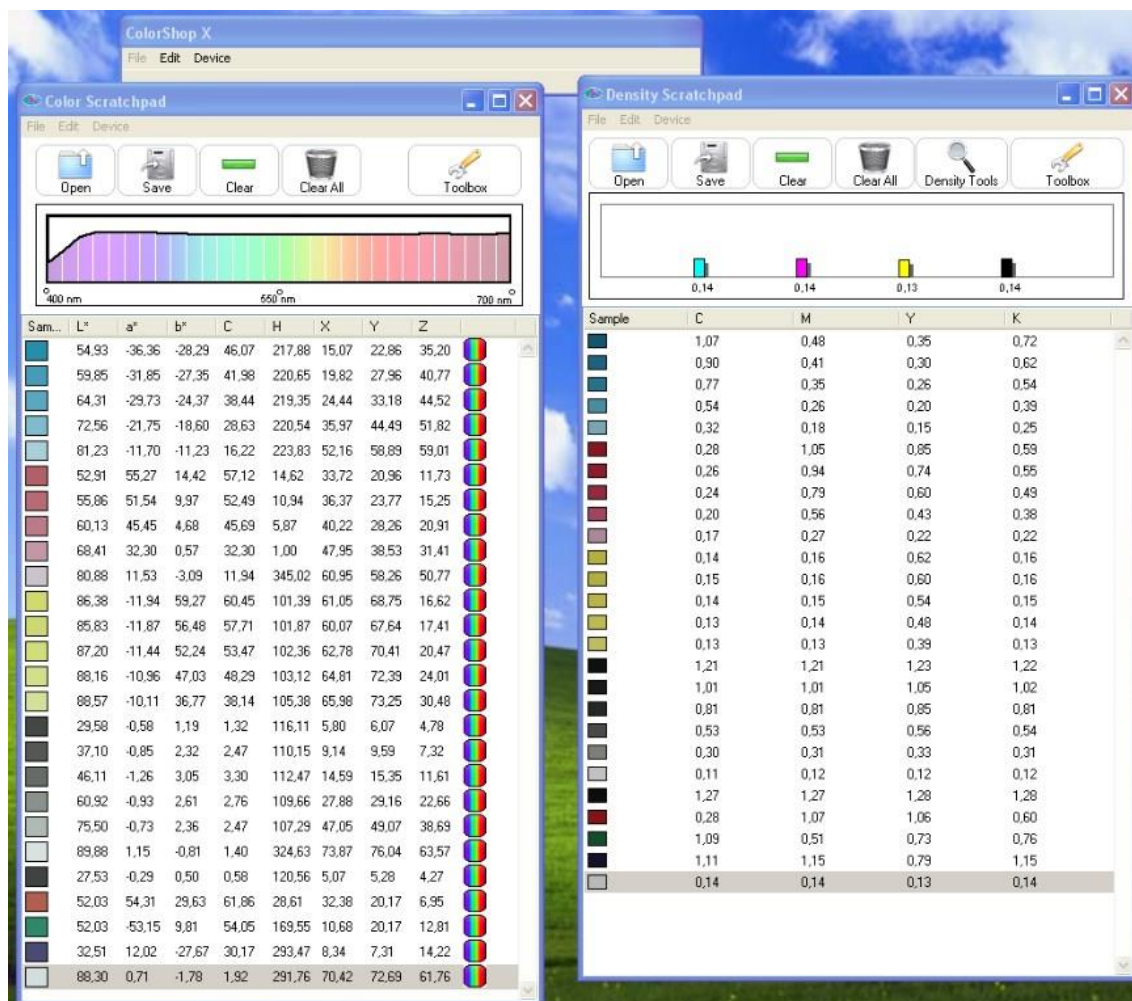 ColorShop X
File Edit Device
Color Scratchpad
File Edit Device
Open Save Clear Clear All Toolbox
400 nm 550 nm 700 nm
Sam... L* a* b* C H X Y Z
54,93 -36,36 -28,29 46,07 217,88 15,07 22,86 35,20
59,85 -31,85 -27,35 41,98 220,65 19,82 27,96 40,77
64,31 -29,73 -24,37 38,44 219,35 24,44 33,18 44,52
72,56 -21,75 -18,60 28,63 220,54 35,97 44,49 51,82
81,23 -11,70 -11,23 16,22 223,83 52,16 58,89 59,01
52,91 55,27 14,42 57,12 14,62 33,72 20,96 11,73
55,86 51,54 9,97 52,49 10,94 36,37 23,77 15,25
60,13 45,45 4,68 45,69 5,87 40,22 28,26 20,91
68,41 32,30 0,57 32,30 1,00 47,95 38,53 31,41
80,88 11,53 -3,09 11,94 345,02 60,95 58,26 50,77
86,38 -11,94 59,27 60,45 101,39 61,05 68,75 16,62
85,83 -11,87 56,48 57,71 101,87 60,07 67,64 17,41
87,20 -11,44 52,24 53,47 102,36 62,78 70,41 20,47
88,16 -10,96 47,03 48,29 103,12 64,81 72,39 24,01
88,57 -10,11 36,77 38,14 105,38 65,98 73,25 30,48
29,58 -0,58 1,19 1,32 116,11 5,80 6,07 4,78
37,10 -0,85 2,32 2,47 110,15 9,14 9,59 7,32
46,11 -1,26 3,05 3,30 112,47 14,59 15,35 11,61
60,92 -0,93 2,61 2,76 109,66 27,88 29,16 22,66
75,50 -0,73 2,36 2,47 107,29 47,05 49,07 38,69
89,88 1,15 -0,81 1,40 324,63 73,87 76,04 63,57
27,53 -0,29 0,50 0,58 120,56 5,07 5,28 4,27
52,03 54,31 29,63 61,86 28,61 32,38 20,17 6,95
52,03 -53,15 9,81 54,05 169,55 10,68 20,17 12,81
32,51 12,02 -27,67 30,17 293,47 8,34 7,31 14,22
88,30 0,71 -1,78 1,92 291,76 70,42 72,69 61,76
Density Scratchpad
File Edit Device
Open Save Clear Clear All Density Tools Toolbox
0,14 0,14 0,13 0,14
Sample C M Y K
1,07 0,48 0,35 0,72
0,90 0,41 0,30 0,62
0,77 0,35 0,26 0,54
0,54 0,26 0,20 0,39
0,32 0,18 0,15 0,25
0,28 1,05 0,85 0,59
0,26 0,94 0,74 0,55
0,24 0,79 0,60 0,49
0,20 0,56 0,43 0,38
0,17 0,27 0,22 0,22
0,14 0,16 0,62 0,16
0,15 0,16 0,60 0,16
0,14 0,15 0,54 0,15
0,13 0,14 0,48 0,14
0,13 0,13 0,39 0,13
1,21 1,21 1,23 1,22
1,01 1,01 1,05 1,02
0,81 0,81 0,85 0,81
0,53 0,53 0,56 0,54
0,30 0,31 0,33 0,31
0,11 0,12 0,12 0,12
1,27 1,27 1,28 1,28
0,28 1,07 1,06 0,60
1,09 0,51 0,73 0,76
1,11 1,15 0,79 1,15
0,14 0,14 0,13 0,14